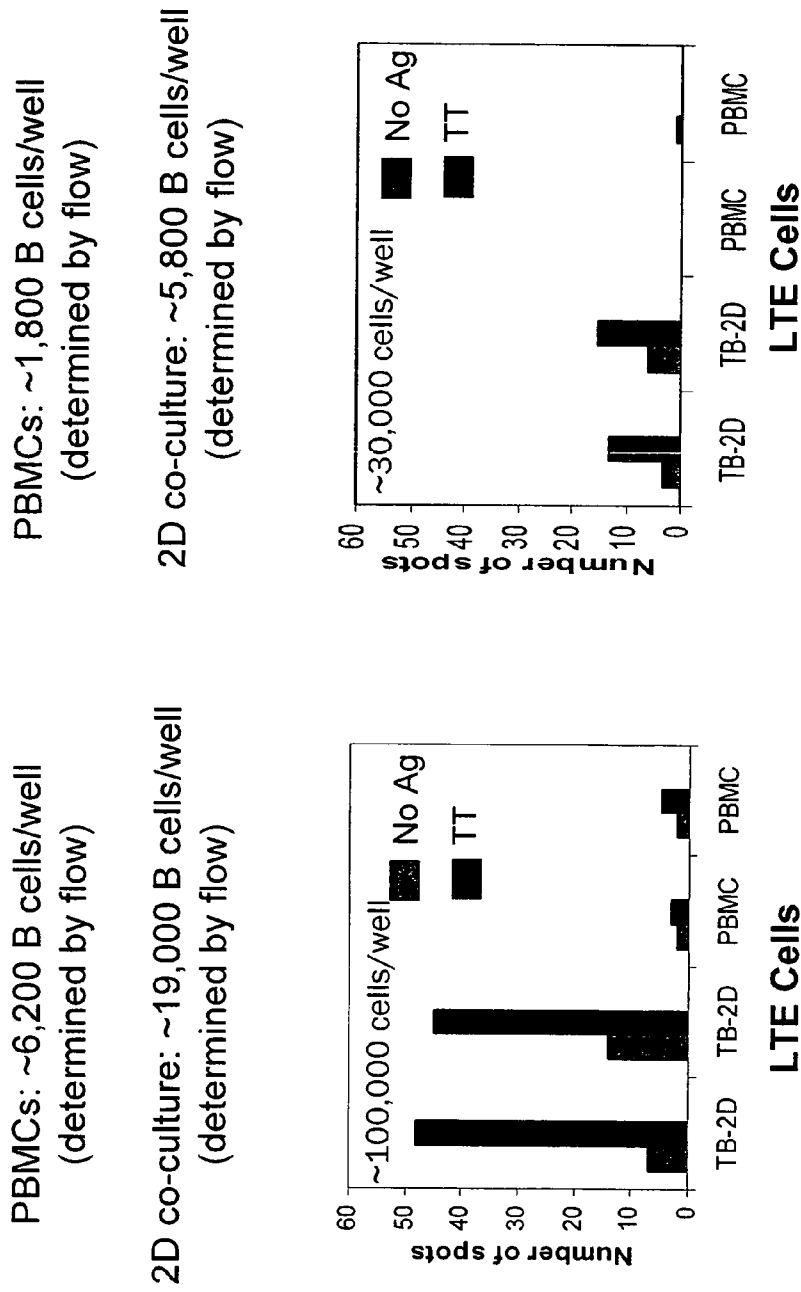 PBMCs: ~6,200 B cells/well
(determined by flow)
2D co-culture: ~19,000 B cells/well
(determined by flow)
~100,000 cells/well
No Ag
TT
Number of spots
60
50
40
30
20
10
0
TB-2D TB-2D PBMC PBMC
LTE Cells
PBMCs: ~1,800 B cells/well
(determined by flow)
2D co-culture: ~5,800 B cells/well
(determined by flow)
~30,000 cells/well
No Ag
TT
Number of spots
60
50
40
30
20
10
0
TB-2D TB-2D PBMC PBMC
LTE Cells